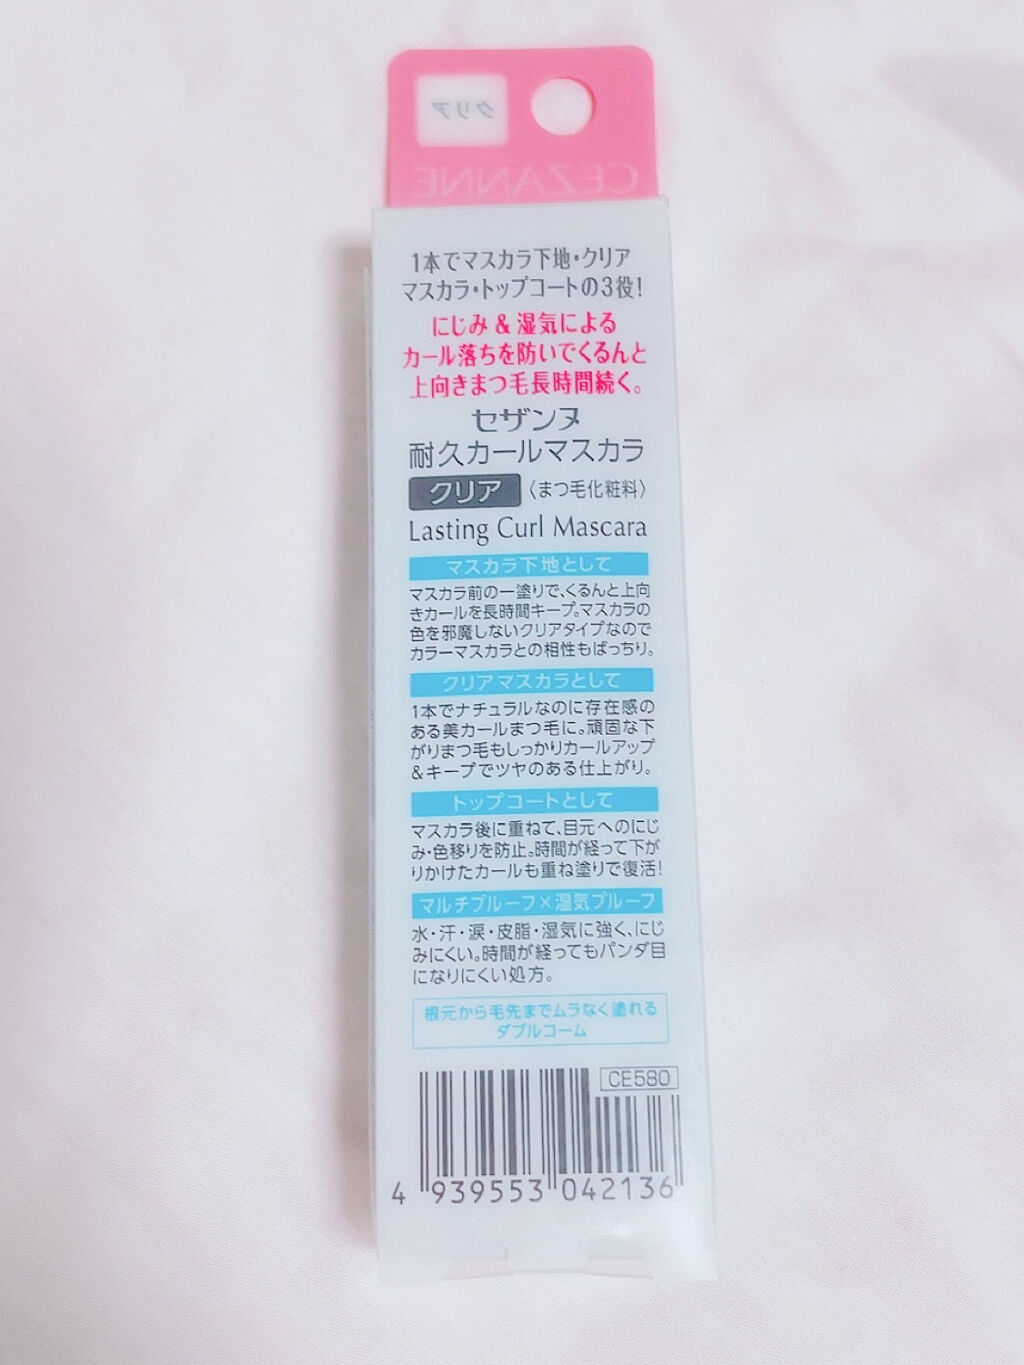 クリア
CEZANNE
1本でマスカラ下地・クリア
マスカラ・トップコートの3役!
にじみ&湿気による
カール落ちを防いでくるんと
上向きまつ毛長時間続く。
セザンヌ
耐久カールマスカラ
クリア 〈まつ毛化粧料〉
Lasting Curl Mascara
マスカラ下地として
マスカラ前の一塗りで、くるんと上向
きカールを長時間キープ。マスカラの
色を邪魔しないクリアタイプなので
カラーマスカラとの相性もばっちり。
クリアマスカラとして
1本でナチュラルなのに存在感の
ある美カールまつ毛に。頑固な下
がりまつ毛もしっかりカールアップ
&キープでツヤのある仕上がり。
トップコートとして
マスカラ後に重ねて、目元へのにじ
み・色移りを防止。時間が経って下が
りかけたカールも重ね塗りで復活!
マルチプルーフ×湿気プルーフ
水・汗・涙・皮脂・湿気に強く、にじ
みにくい。時間が経ってもパンダ目
になりにくい処方。
根元から毛先までムラなく塗れる
ダブルコーム
CE580
4 939553 042136